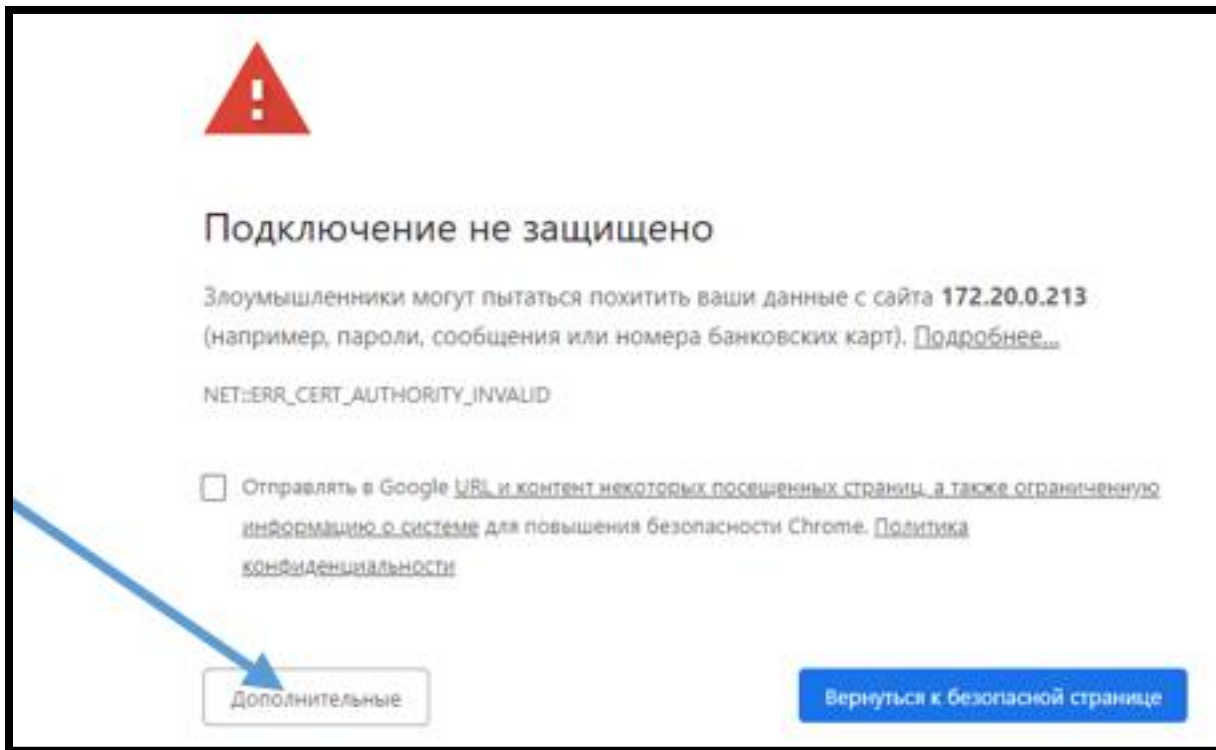 Подключение не защищено
Злоумышленники могут пытаться похитить ваши данные с сайта 172.20.0.213
(например, пароли, сообщения или номера банковских карт). Подробнее...
NET::ERR_CERT_AUTHORITY_INVALID
Отправлять в Google URL и контент некоторых посещенных страниц, а также ограниченную
информацию о системе для повышения безопасности Chrome. Политика
конфиденциальности
Дополнительные
Вернуться к безопасной странице